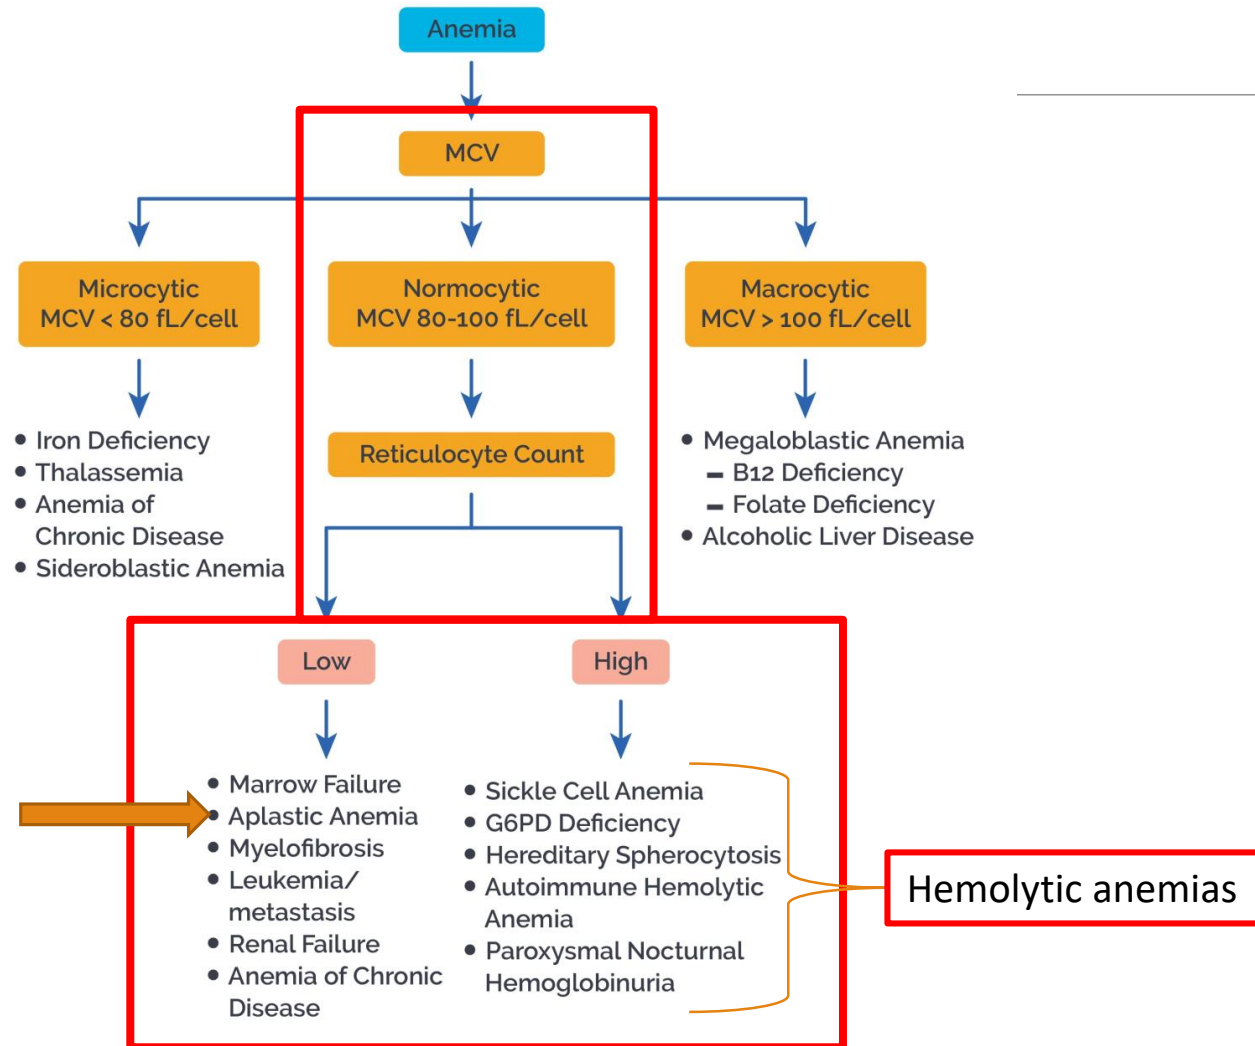 Anemia
MCV
Microcytic
MCV < 80 fL/cell
Normocytic
MCV 80-100 fL/cell
Macrocytic
MCV > 100 fL/cell
• Iron Deficiency
• Thalassemia
• Anemia of
Chronic Disease
• Sideroblastic Anemia
Reticulocyte Count
• Megaloblastic Anemia
– B12 Deficiency
– Folate Deficiency
• Alcoholic Liver Disease
Low
High
• Marrow Failure
• Aplastic Anemia
• Myelofibrosis
• Leukemia/
metastasis
• Renal Failure
• Anemia of Chronic
Disease
• Sickle Cell Anemia
• G6PD Deficiency
• Hereditary Spherocytosis
• Autoimmune Hemolytic
Anemia
• Paroxysmal Nocturnal
Hemoglobinuria
Hemolytic anemias